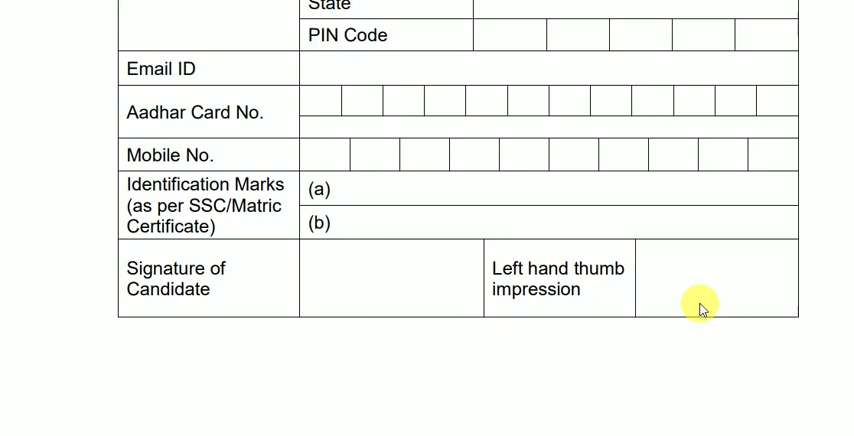 State
PIN Code
Email ID
Aadhar Card No.
Mobile No.
Identification Marks
(as per SSC/Matric
Certificate)
(a)
(b)
Signature of
Candidate
Left hand thumb
impression